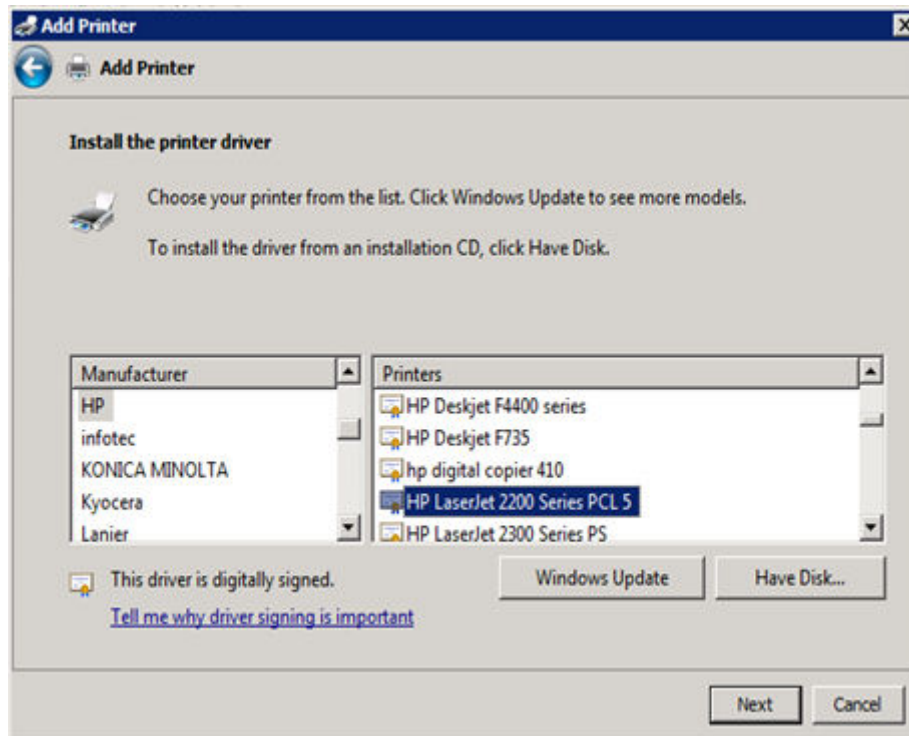 Add Printer
Add Printer
Install the printer driver
Choose your printer from the list. Click Windows Update to see more models.
To install the driver from an installation CD, click Have Disk.
Manufacturer
HP
infotec
KONICA MINOLTA
Kyocera
Lanier
Printers
HP Deskjet F4400 series
HP Deskjet F735
hp digital copier 410
HP LaserJet 2200 Series PCL 5
HP LaserJet 2300 Series PS
This driver is digitally signed.
Tell me why driver signing is important
Windows Update
Have Disk...
Next
Cancel